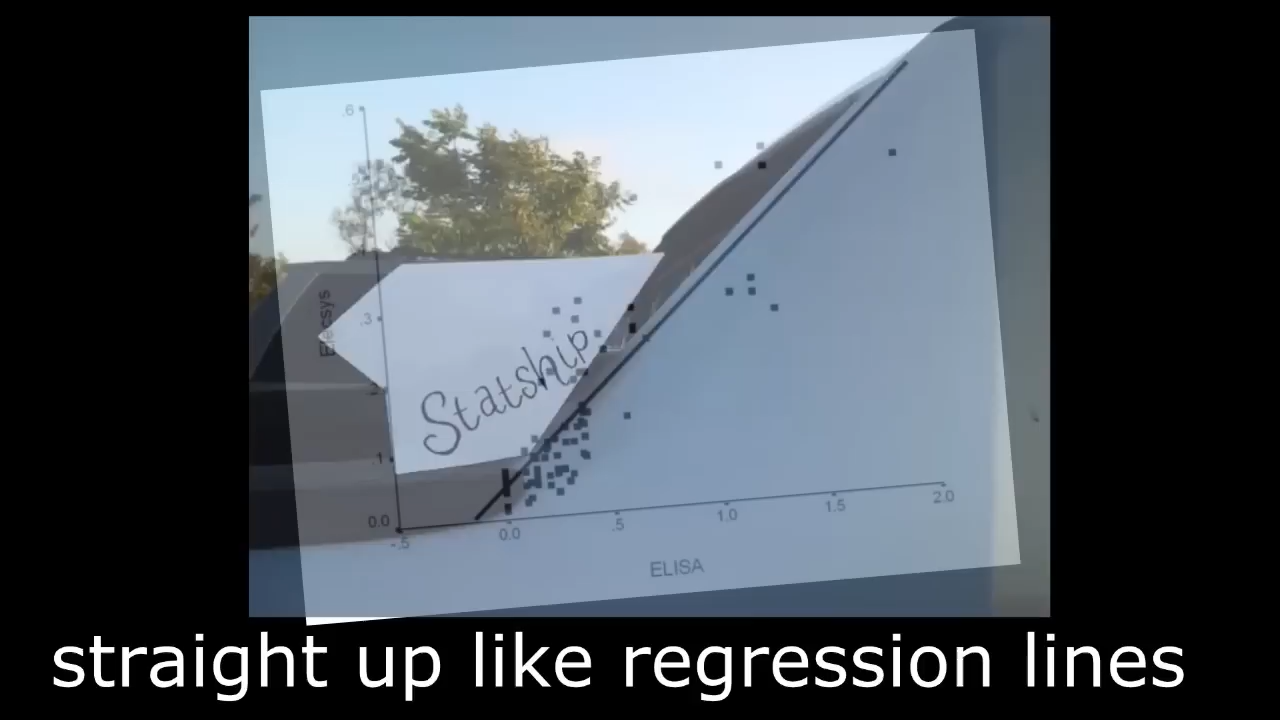 .6
Elecsys
.3
Statship
.2
.1
0.0
-.5
0.0
.5
1.0
1.5
2.0
ELISA
straight up like regression lines